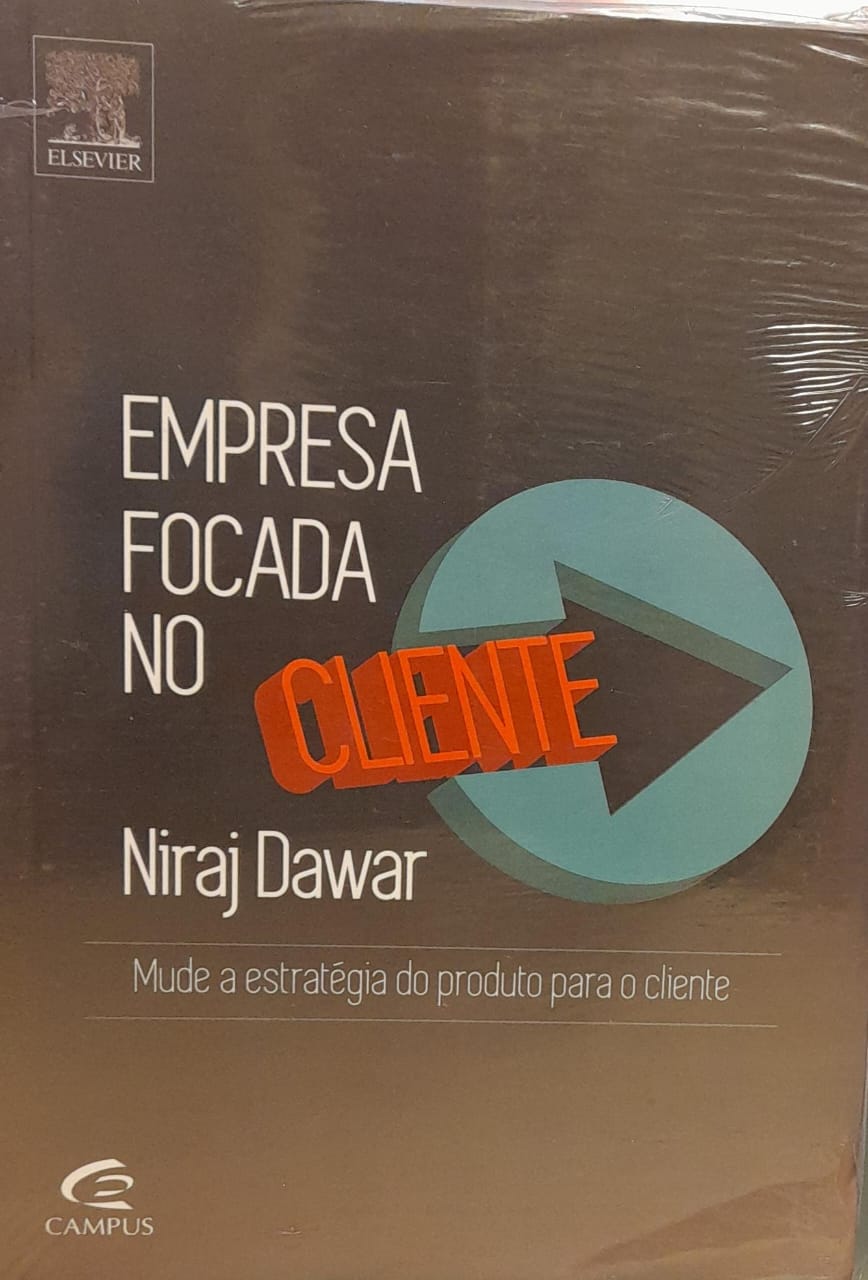 ELSEVIER
EMPRESA
FOCADA
NO
CLIENTE
Niraj Dawar
Mude a estratégia do produto para o cliente
CAMPUS